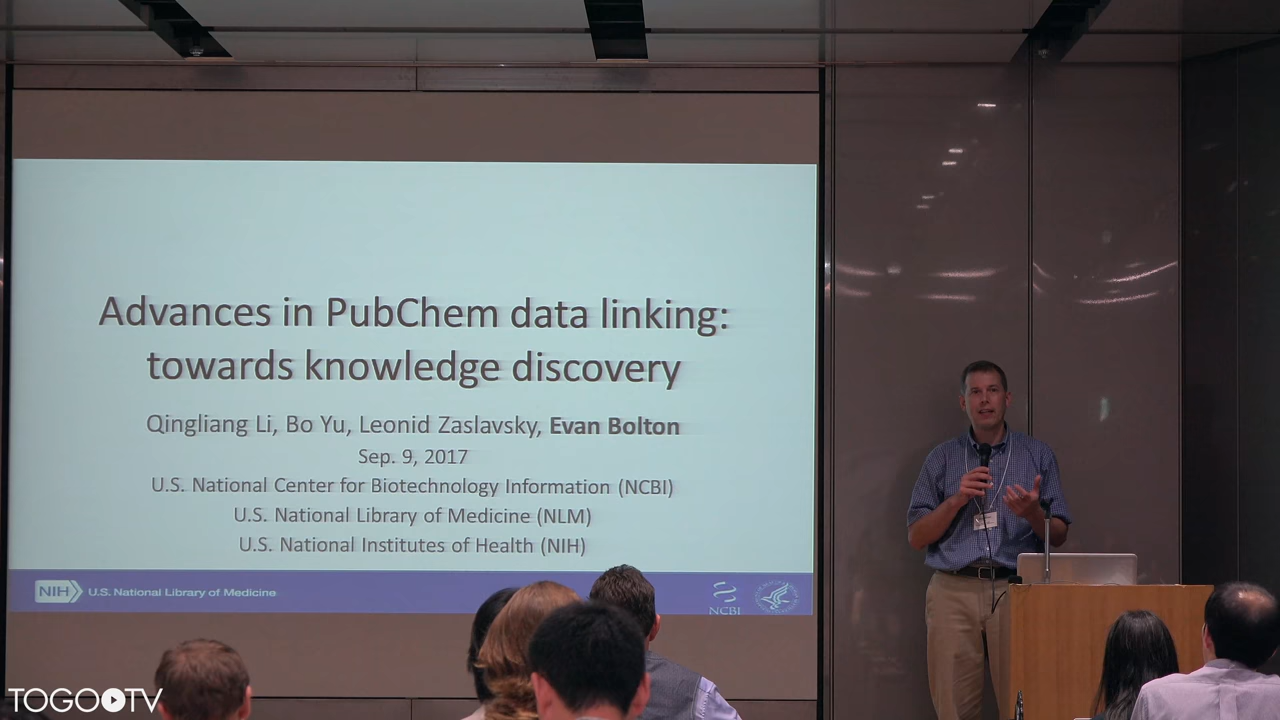 Advances in PubChem data linking:
towards knowledge discovery
Qingliang Li, Bo Yu, Leonid Zaslavsky, Evan Bolton
Sep. 9, 2017
U.S. National Center for Biotechnology Information (NCBI)
U.S. National Library of Medicine (NLM)
U.S. National Institutes of Health (NIH)
NIH U.S. National Library of Medicine
NCBI
TOGO TV